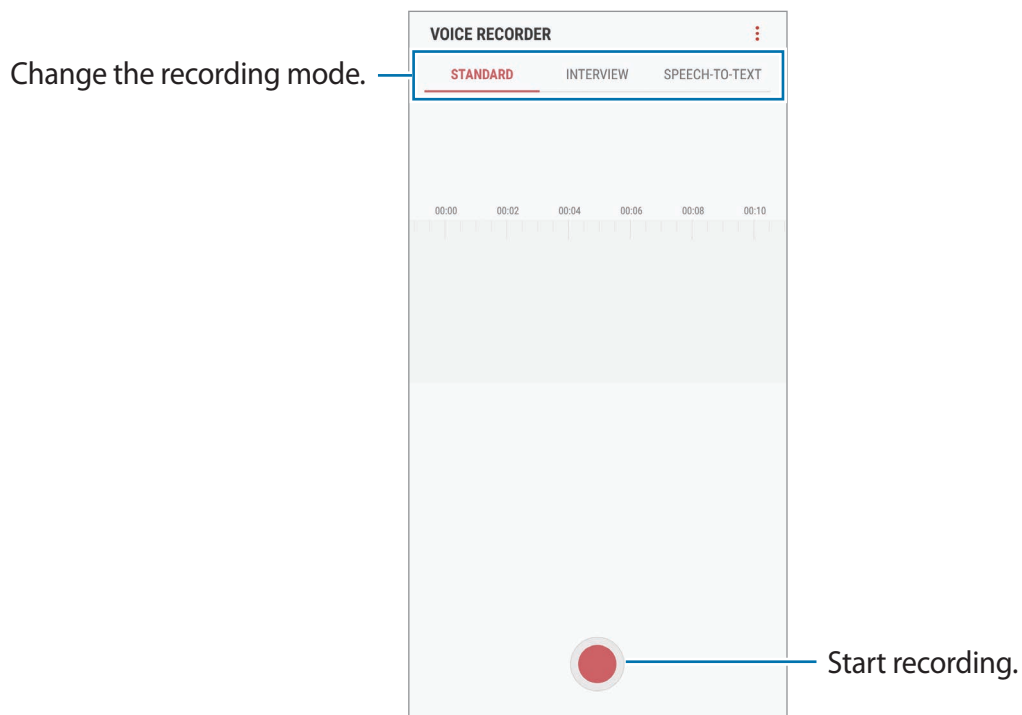 VOICE RECORDER
Change the recording mode.
STANDARD INTERVIEW SPEECH-TO-TEXT
00:00 00:02 00:04 00:06 00:08 00:10
Start recording.